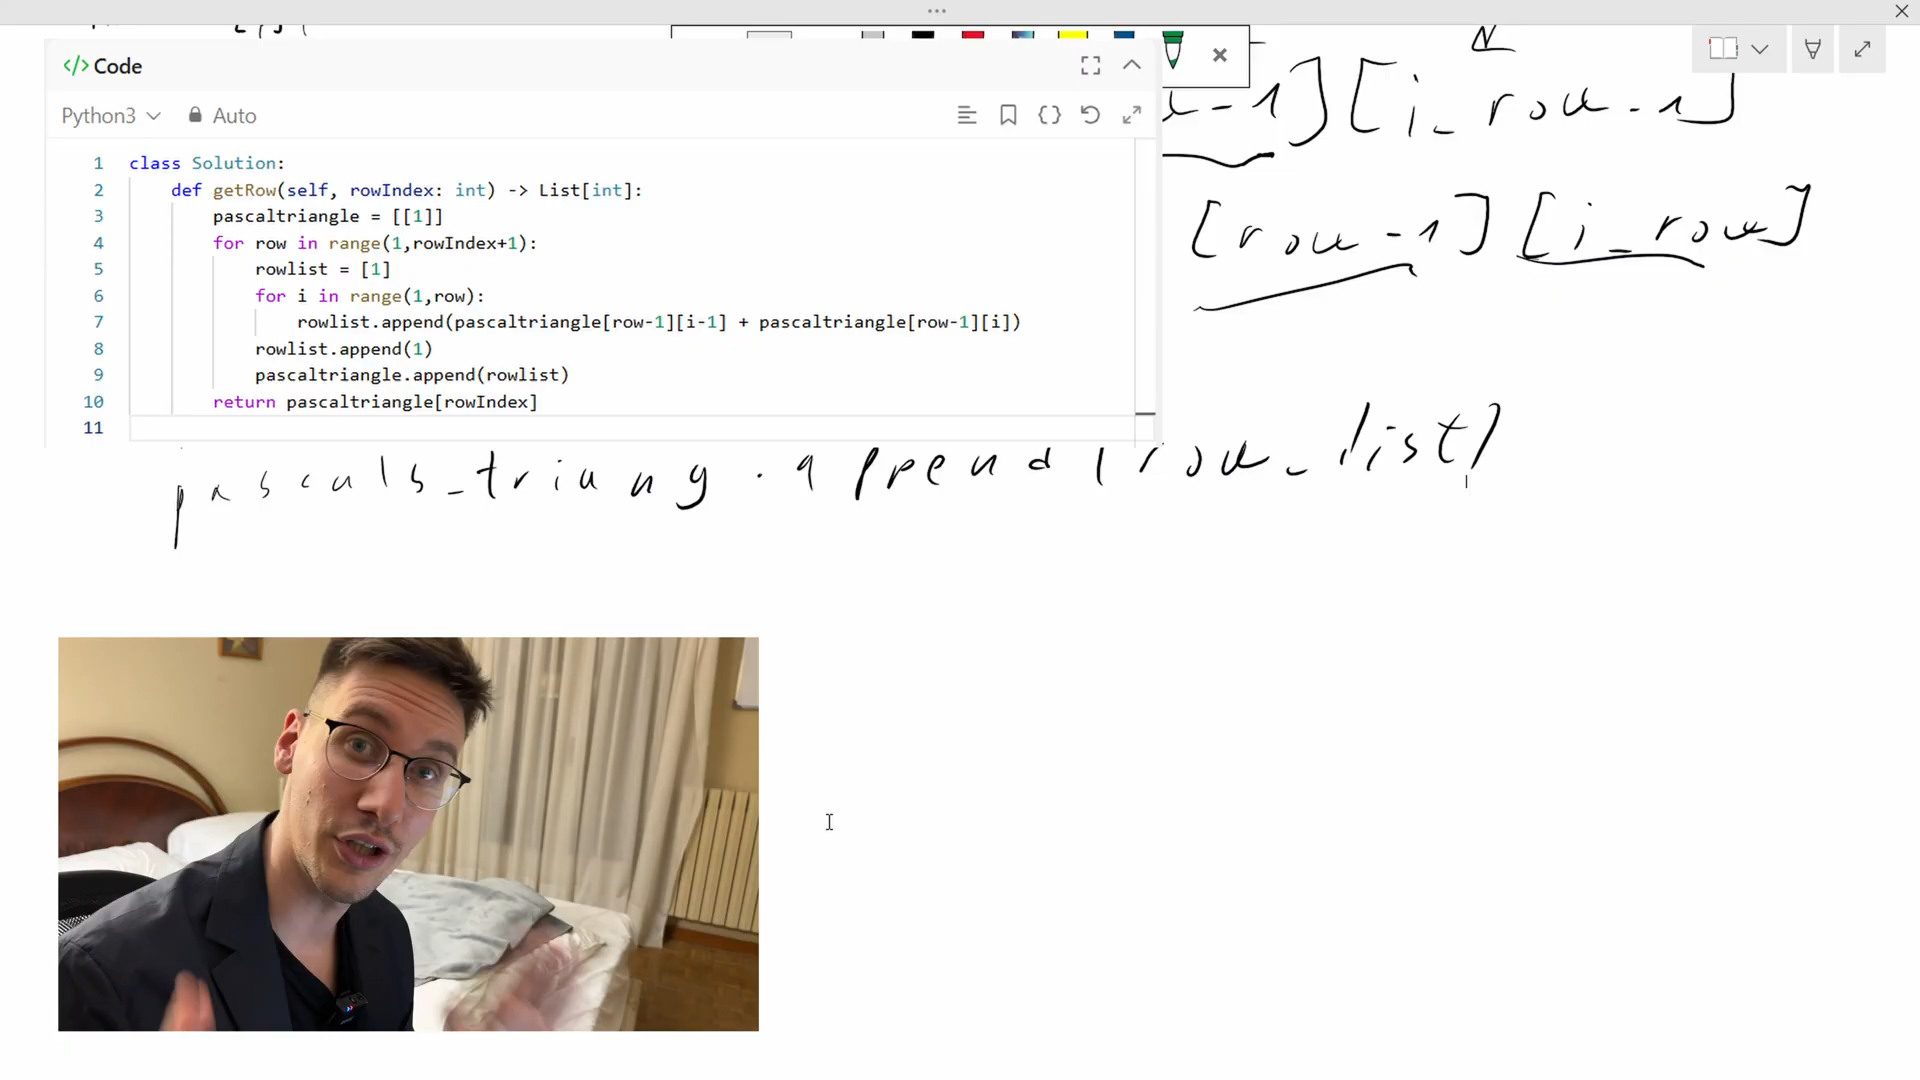 </> Code
[i_row-1]
Python3 Auto
1 class Solution:
2 def getRow(self, rowIndex: int) -> List[int]:
3 pascaltriangle = [[1]]
[row-1][i_row]
4 for row in range(1,rowIndex+1):
5 rowlist = [1]
6 for i in range(1,row):
7 rowlist.append(pascaltriangle[row-1][i-1] + pascaltriangle[row-1][i])
8 rowlist.append(1)
9 pascaltriangle.append(rowlist)
10 return pascaltriangle[rowIndex]
11
pascals_triang.append(row_list)